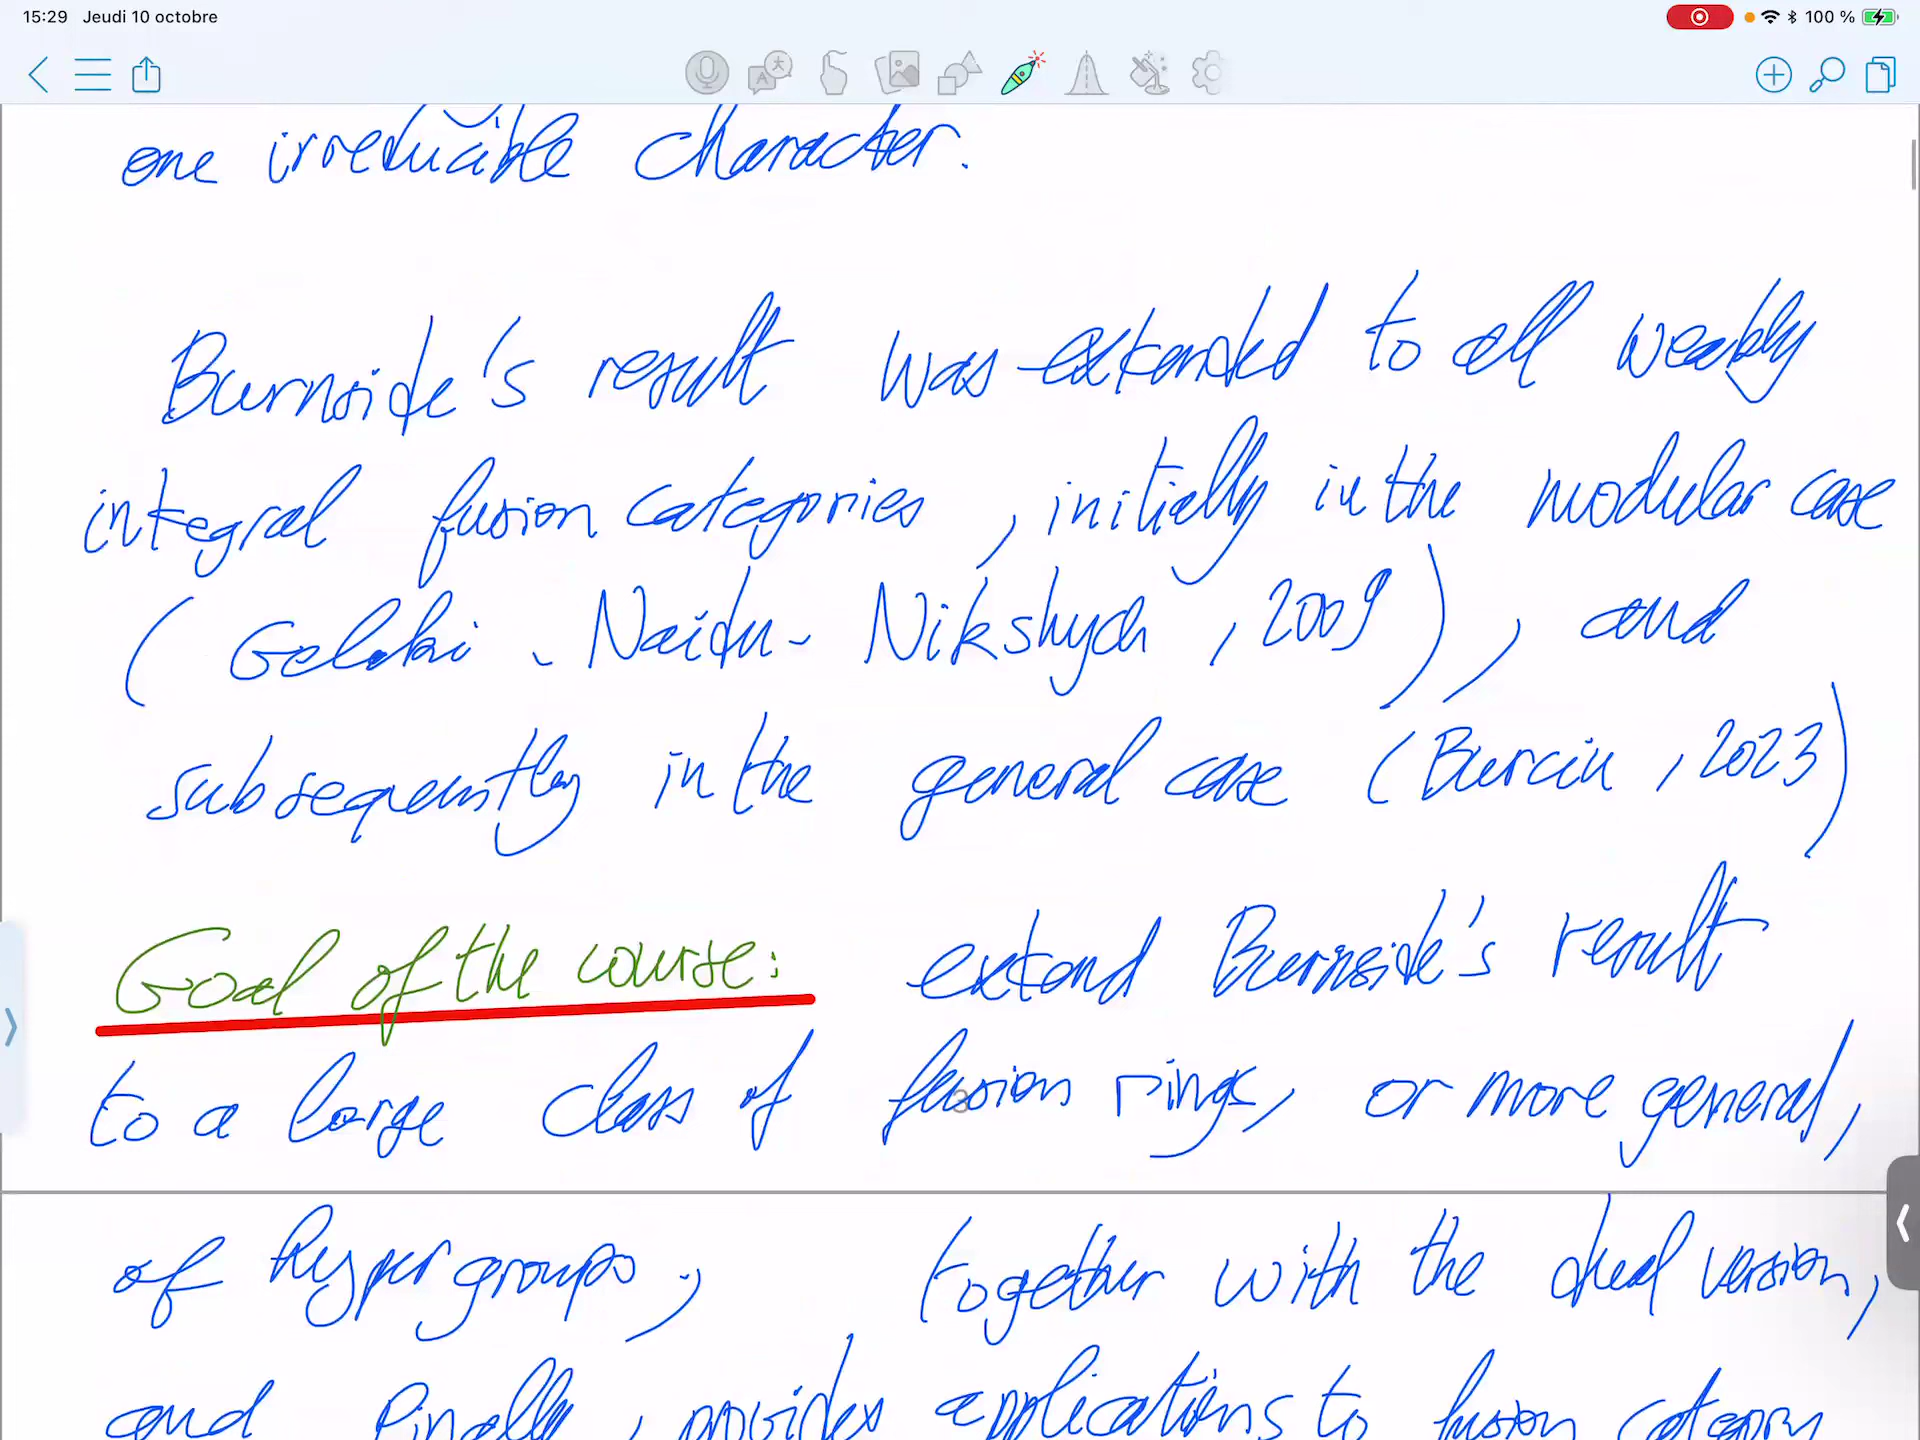 15:29 Jeudi 10 octobre 100 %
one irreducible character.
Burnside's result was extended to all weakly
integral fusion categories, initially in the modular case
(Gelaki - Naidu - Nikshych, 2009), and
subsequently in the general case (Burciu, 2023)
Goal of the course: extend Burnside's result
to a large class of fusion rings, or more general,
3
of hypergroups, together with the dual version,
and finally, provides applications to fusion category